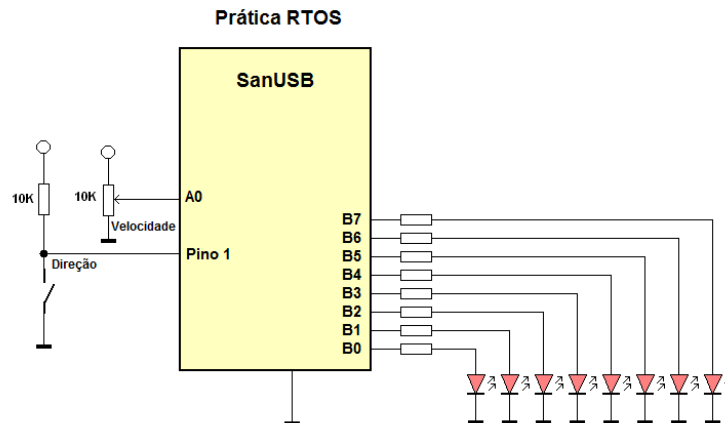 Prática RTOS
SanUSB
10K
10K
A0
Velocidade
Pino 1
Direção
B7
B6
B5
B4
B3
B2
B1
B0